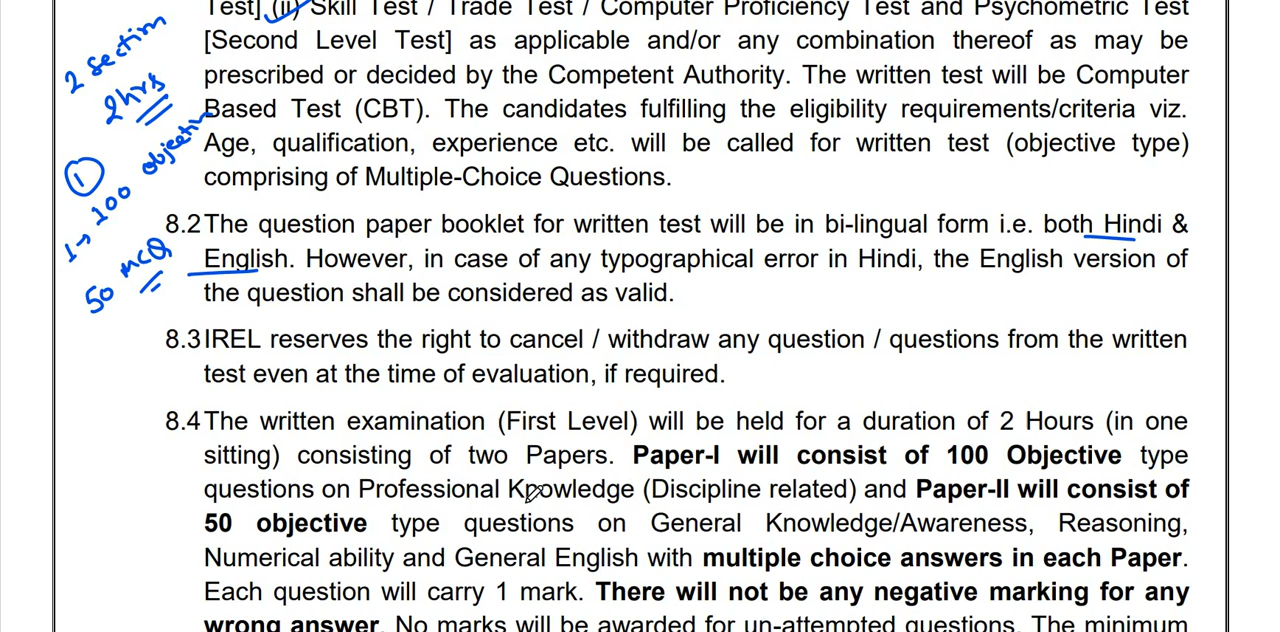 Test] (ii) Skill Test / Trade Test / Computer Proficiency Test and Psychometric Test
[Second Level Test] as applicable and/or any combination thereof as may be
prescribed or decided by the Competent Authority. The written test will be Computer
Based Test (CBT). The candidates fulfilling the eligibility requirements/criteria viz.
Age, qualification, experience etc. will be called for written test (objective type)
comprising of Multiple-Choice Questions.
2 section
2hrs
1
1→ 100 objective
50 MCQ
8.2 The question paper booklet for written test will be in bi-lingual form i.e. both Hindi &
English. However, in case of any typographical error in Hindi, the English version of
the question shall be considered as valid.
8.3 IREL reserves the right to cancel / withdraw any question / questions from the written
test even at the time of evaluation, if required.
8.4 The written examination (First Level) will be held for a duration of 2 Hours (in one
sitting) consisting of two Papers. Paper-I will consist of 100 Objective type
questions on Professional Knowledge (Discipline related) and Paper-II will consist of
50 objective type questions on General Knowledge/Awareness, Reasoning,
Numerical ability and General English with multiple choice answers in each Paper.
Each question will carry 1 mark. There will not be any negative marking for any
wrong answer. No marks will be awarded for un-attempted questions. The minimum